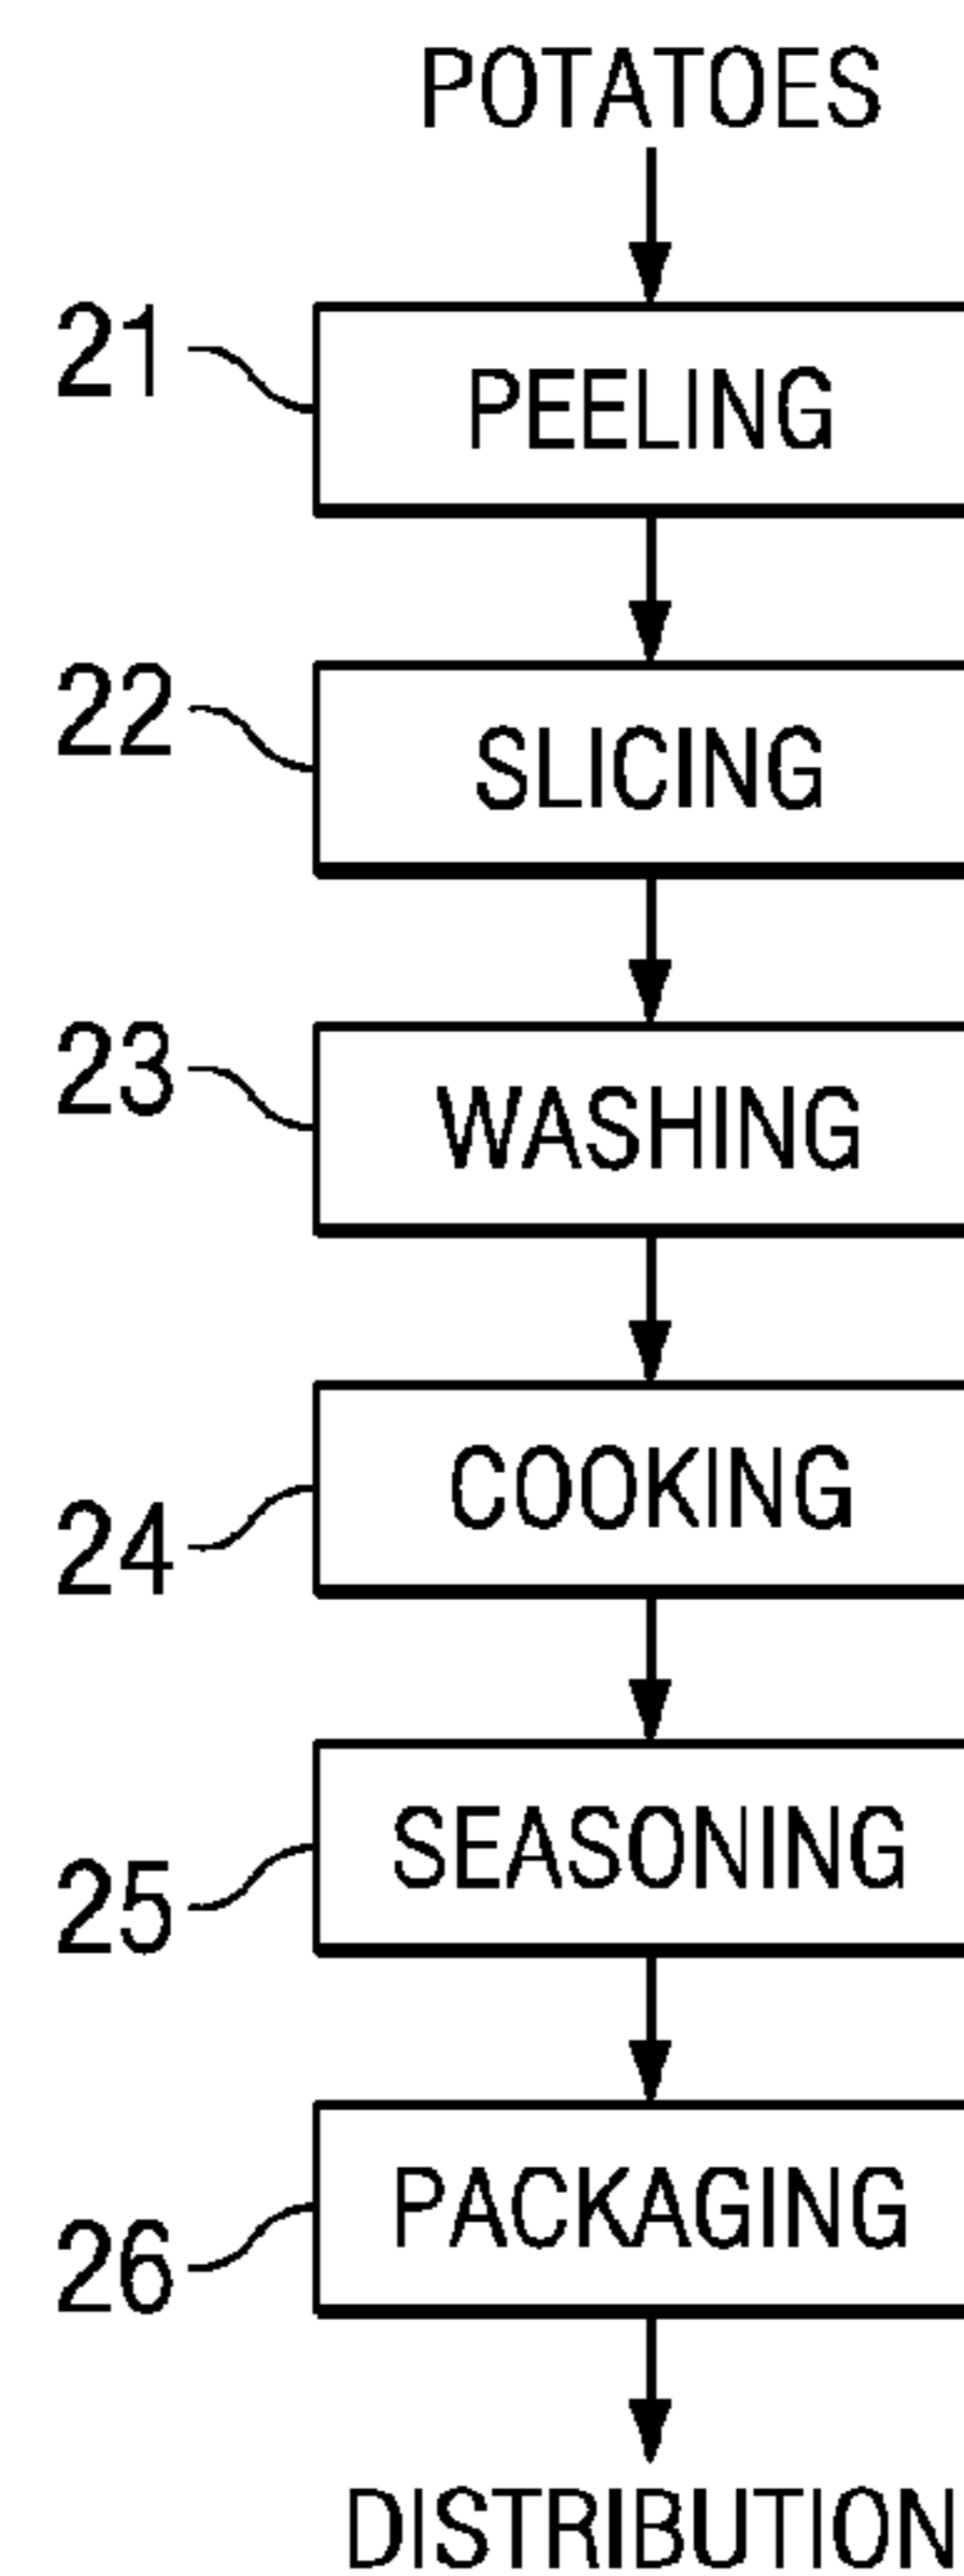 POTATOES
21 PEELING
22 SLICING
23 WASHING
24 COOKING
25 SEASONING
26 PACKAGING
DISTRIBUTION